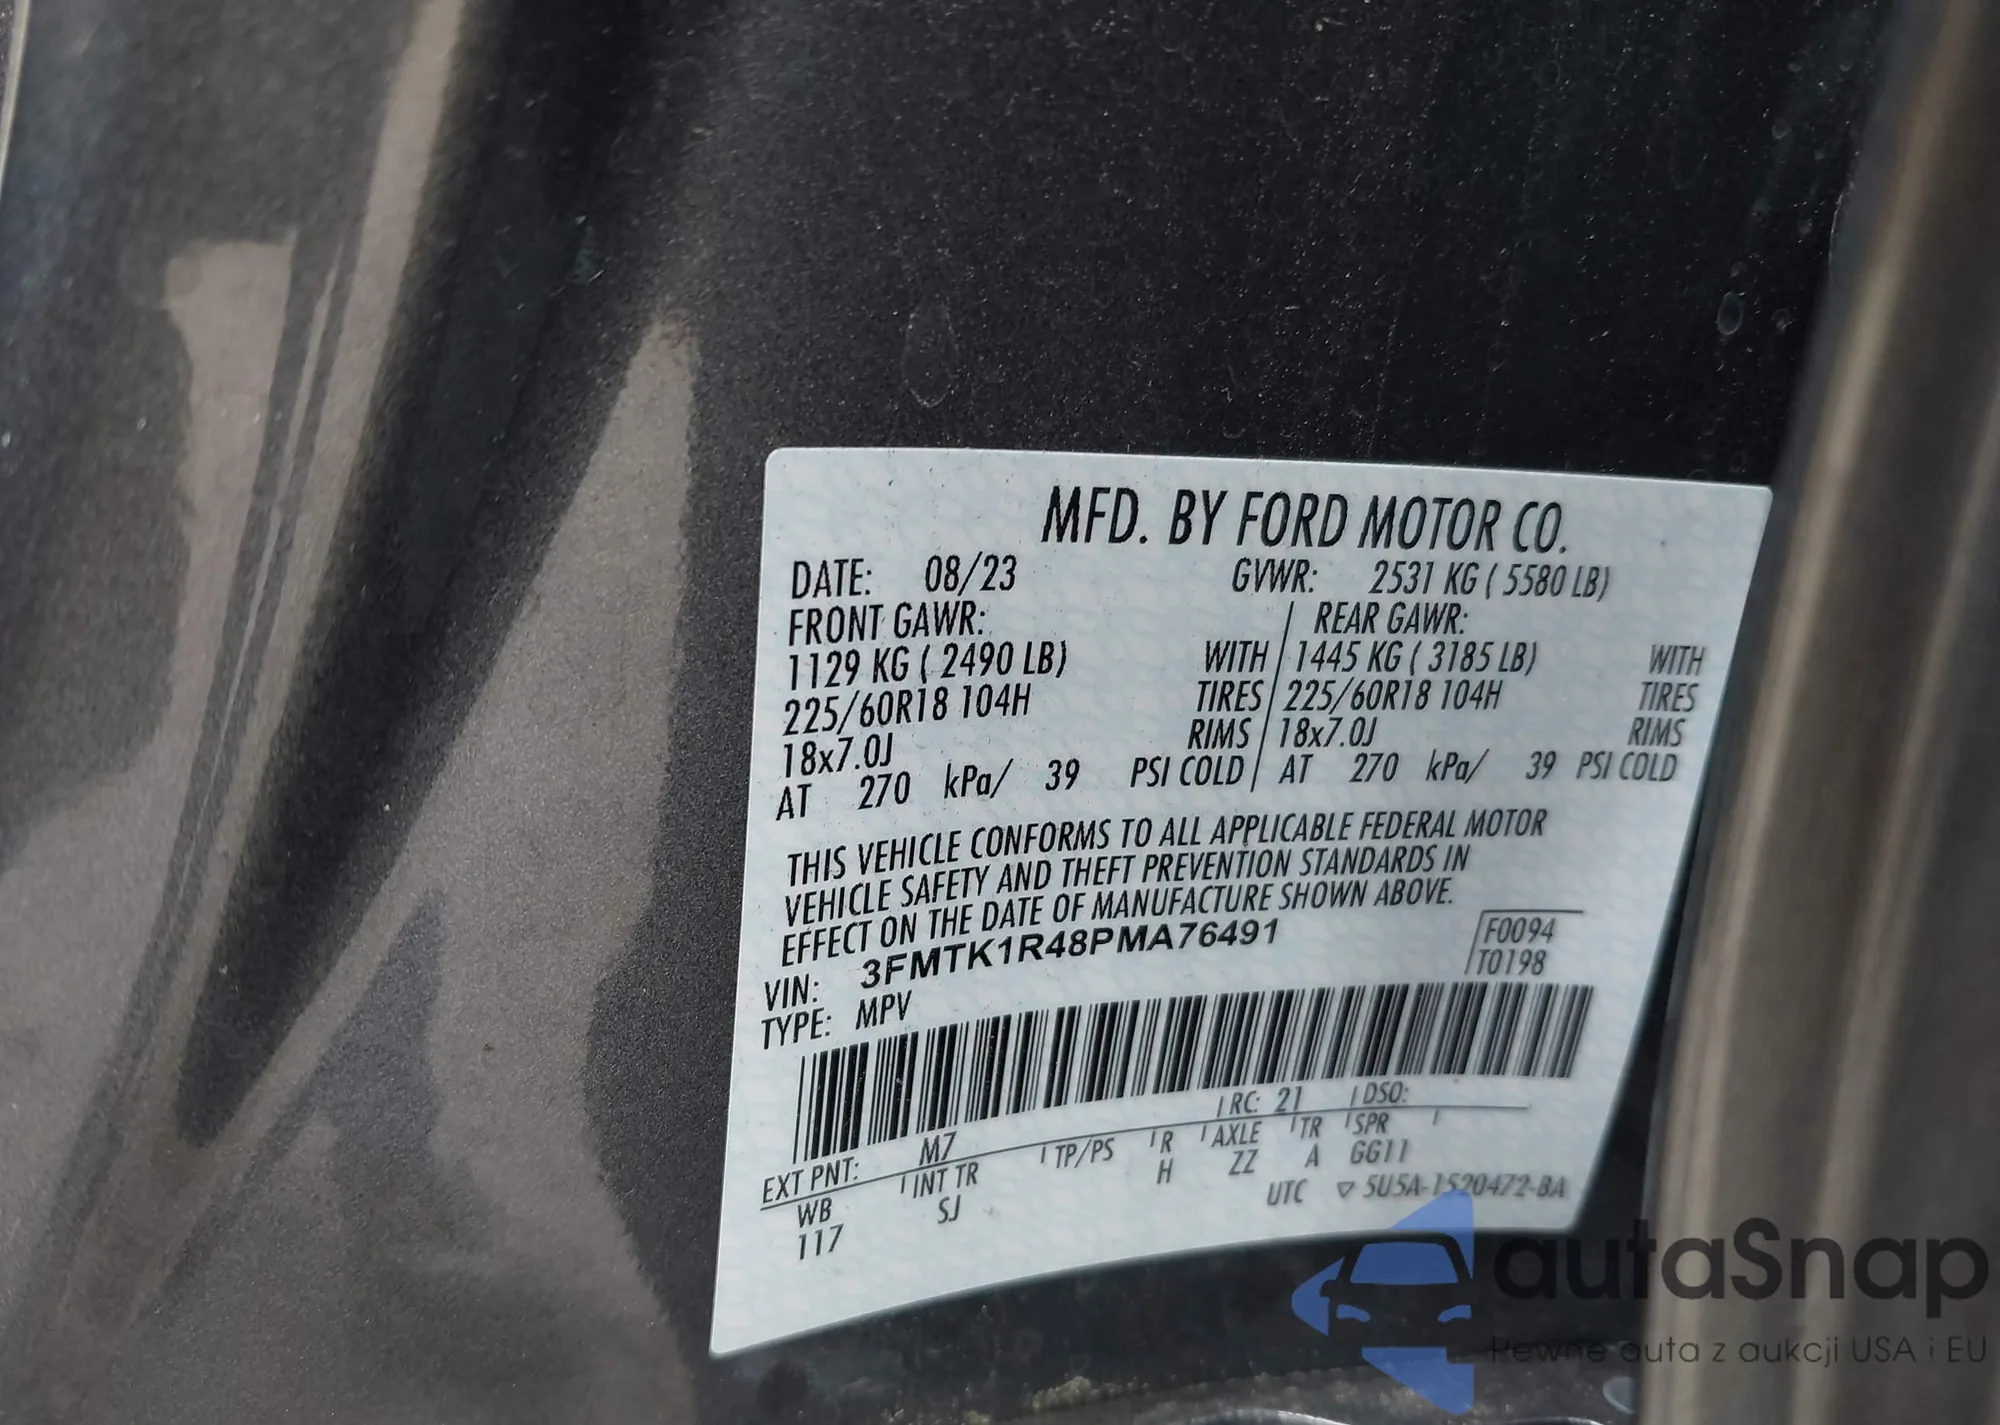 MFD. BY FORD MOTOR CO.
DATE: 08/23 GVWR: 2531 KG ( 5580 LB)
FRONT GAWR: REAR GAWR:
1129 KG ( 2490 LB) WITH 1445 KG ( 3185 LB) WITH
225/60R18 104H TIRES 225/60R18 104H TIRES
18x7.0J RIMS 18x7.0J RIMS
AT 270 kPa/ 39 PSI COLD AT 270 kPa/ 39 PSI COLD
THIS VEHICLE CONFORMS TO ALL APPLICABLE FEDERAL MOTOR
VEHICLE SAFETY AND THEFT PREVENTION STANDARDS IN
EFFECT ON THE DATE OF MANUFACTURE SHOWN ABOVE.
VIN: 3FMTK1R48PMA76491 F0094
TYPE: MPV T0198
EXT PNT: M7 RC: 21 DSO:
WB INT TR TP/PS R AXLE TR SPR
117 SJ H ZZ A GG11
UTC ▽ 5U5A-1520472-BA
autaSnap
Pewne auta z aukcji USA i EU